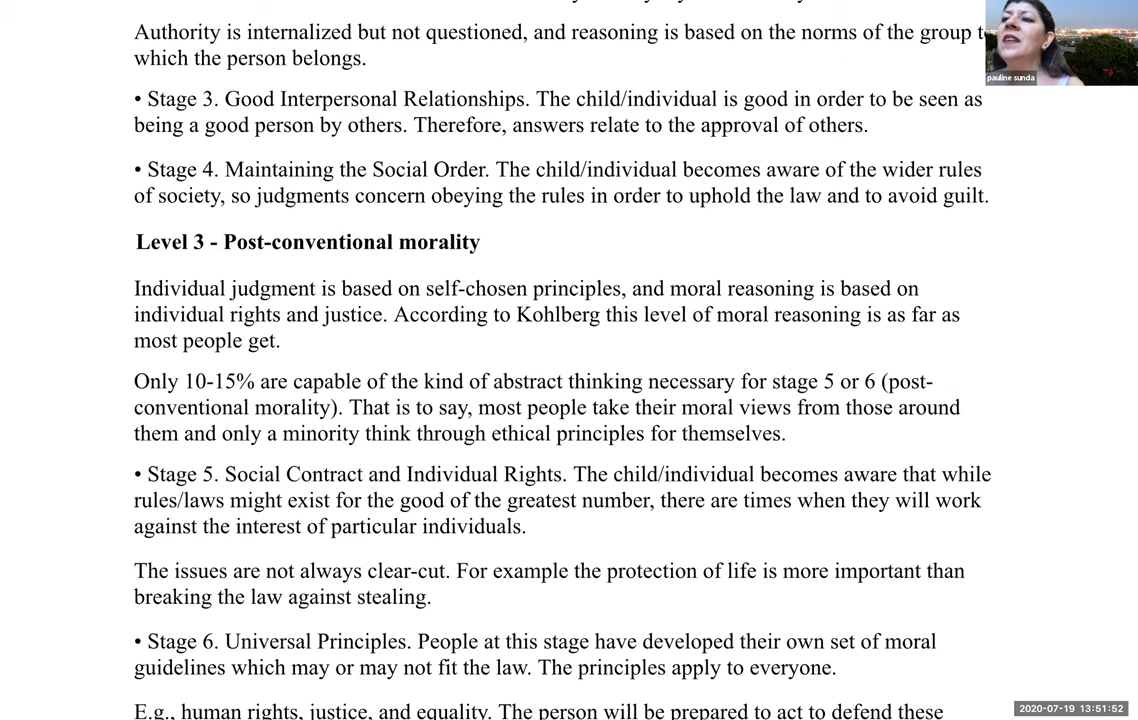 Authority is internalized but not questioned, and reasoning is based on the norms of the group
which the person belongs.
• Stage 3. Good Interpersonal Relationships. The child/individual is good in order to be seen as
being a good person by others. Therefore, answers relate to the approval of others.
• Stage 4. Maintaining the Social Order. The child/individual becomes aware of the wider rules
of society, so judgments concern obeying the rules in order to uphold the law and to avoid guilt.
Level 3 - Post-conventional morality
Individual judgment is based on self-chosen principles, and moral reasoning is based on
individual rights and justice. According to Kohlberg this level of moral reasoning is as far as
most people get.
Only 10-15% are capable of the kind of abstract thinking necessary for stage 5 or 6 (post-
conventional morality). That is to say, most people take their moral views from those around
them and only a minority think through ethical principles for themselves.
• Stage 5. Social Contract and Individual Rights. The child/individual becomes aware that while
rules/laws might exist for the good of the greatest number, there are times when they will work
against the interest of particular individuals.
The issues are not always clear-cut. For example the protection of life is more important than
breaking the law against stealing.
• Stage 6. Universal Principles. People at this stage have developed their own set of moral
guidelines which may or may not fit the law. The principles apply to everyone.
E.g., human rights, justice, and equality. The person will be prepared to act to defend these
pauline sunda
2020-07-19 13:51:52